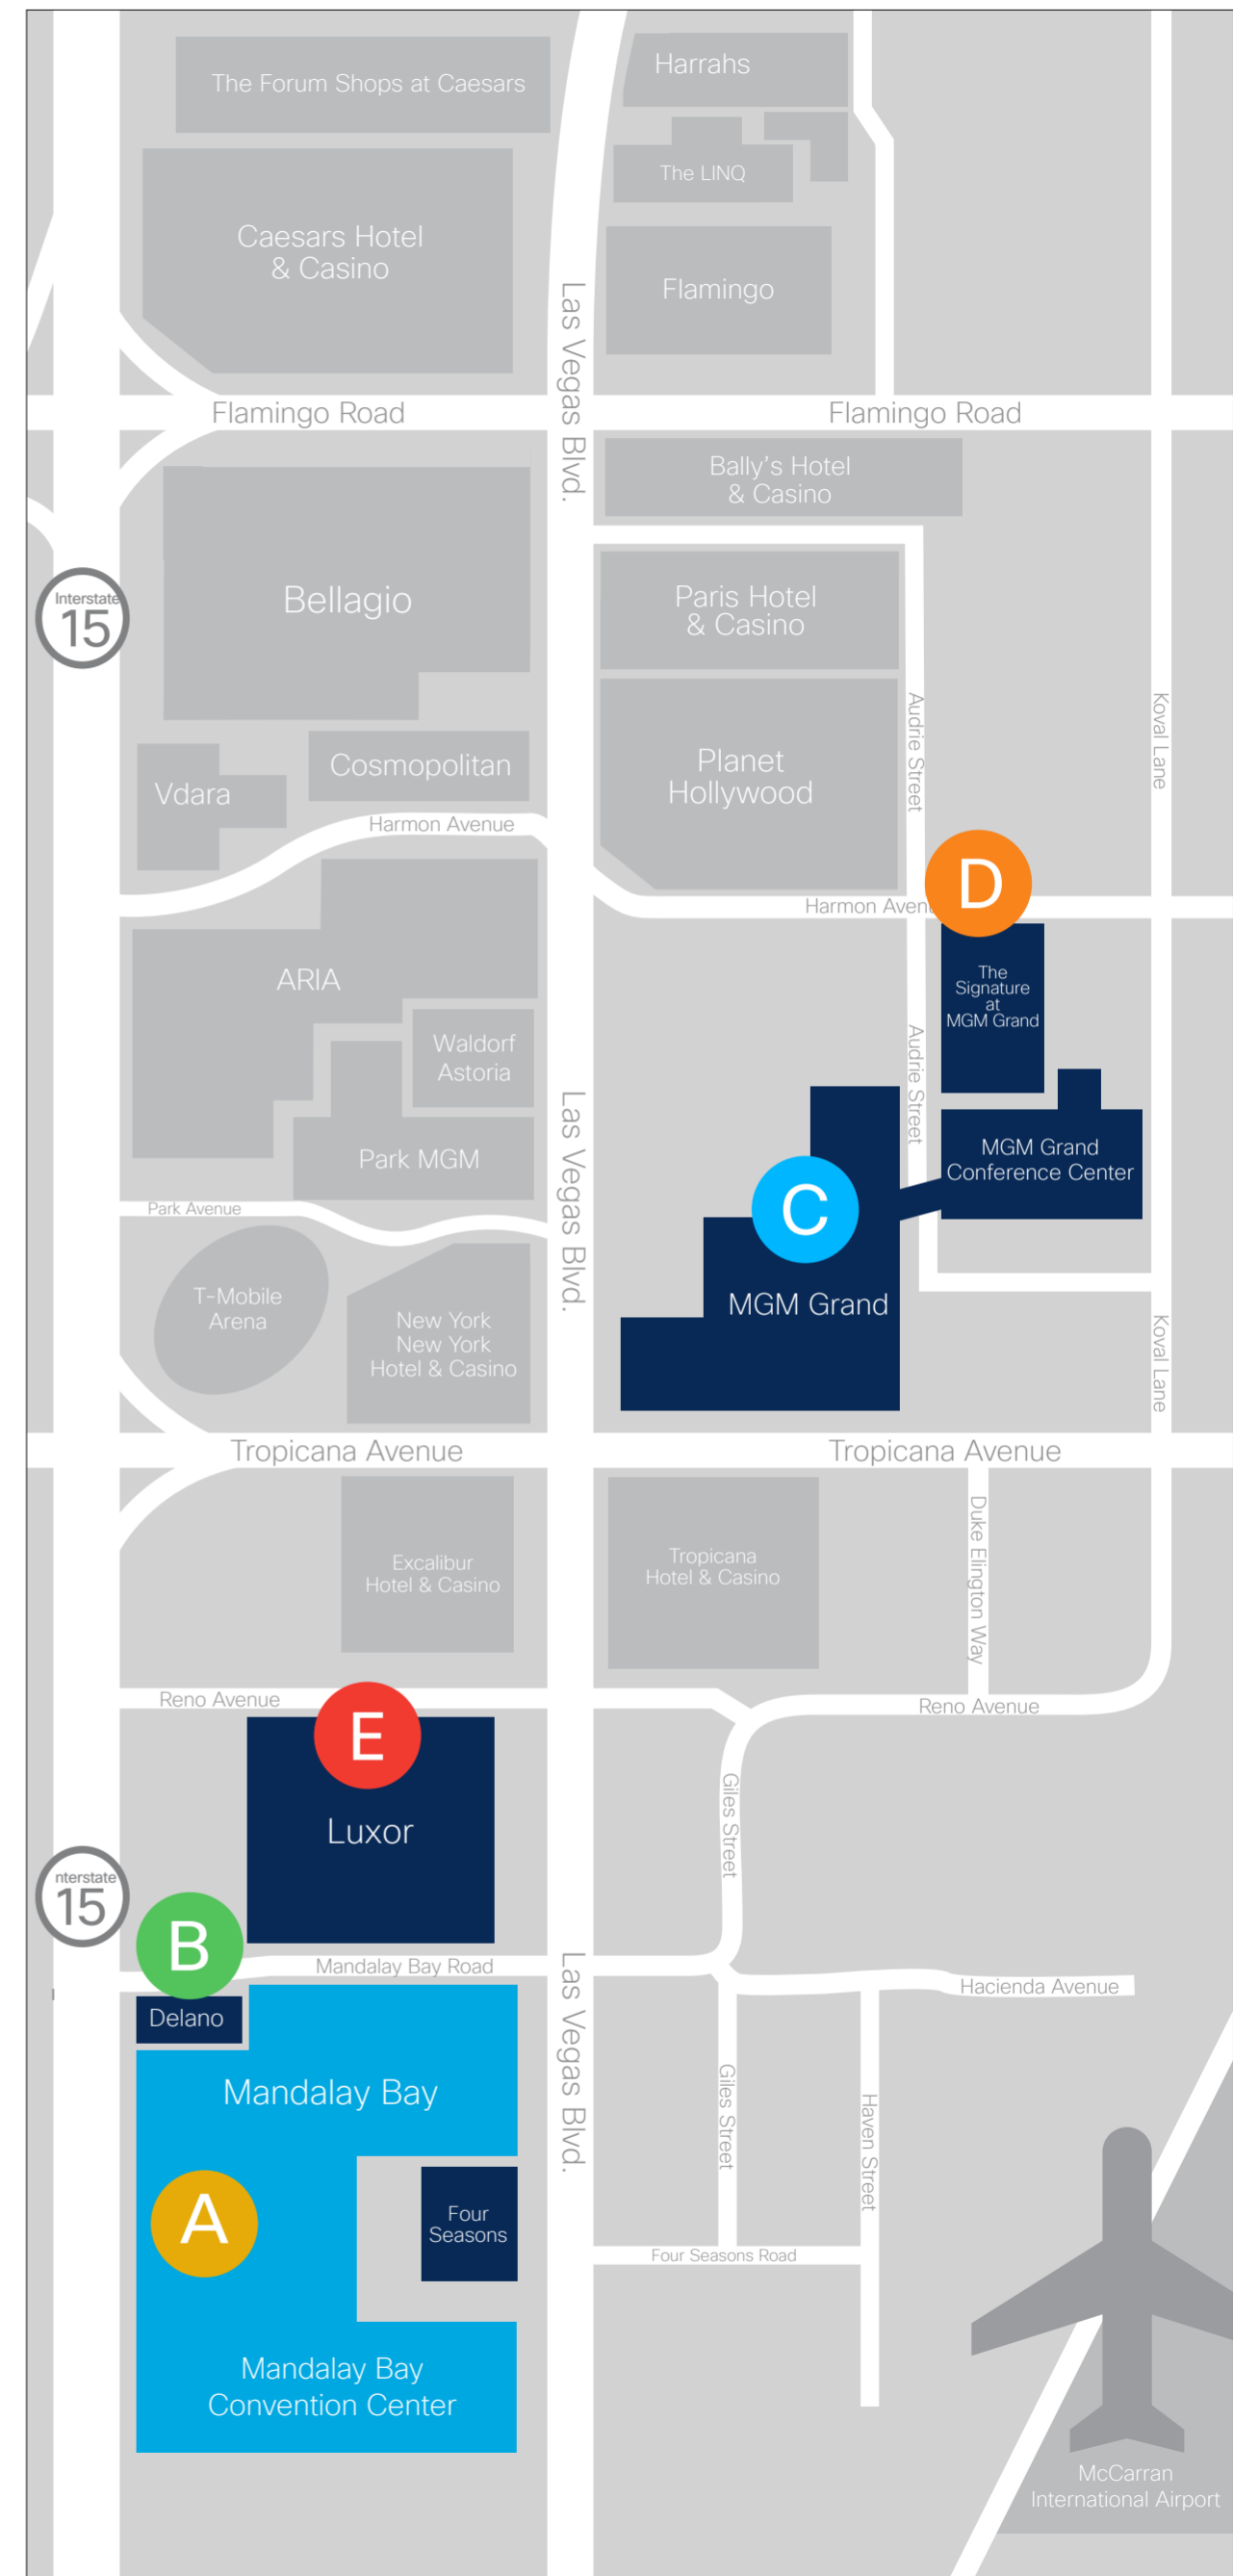 The Forum Shops at Caesars
Harrahs
The LINQ
Caesars Hotel
& Casino
Flamingo
Las Vegas Blvd.
Flamingo Road
Flamingo Road
Bally's Hotel
& Casino
Interstate
15
Bellagio
Paris Hotel
& Casino
Audrie Street
Koval Lane
Vdara
Cosmopolitan
Planet
Hollywood
Harmon Avenue
D
Harmon Aven
ARIA
The
Signature
at
MGM Grand
Waldorf
Astoria
Audrie Street
Las Vegas Blvd.
Park MGM
MGM Grand
Conference Center
Park Avenue
C
T-Mobile
Arena
MGM Grand
New York
New York
Hotel & Casino
Koval Lane
Tropicana Avenue
Tropicana Avenue
Excalibur
Hotel & Casino
Tropicana
Hotel & Casino
Duke Elington Way
Reno Avenue
Reno Avenue
E
Luxor
Giles Street
nterstate
15
B
Mandalay Bay Road
Las Vegas Blvd.
Hacienda Avenue
Delano
Mandalay Bay
Giles Street
Haven Street
A
Four
Seasons
Four Seasons Road
Mandalay Bay
Convention Center
McCarran
International Airport